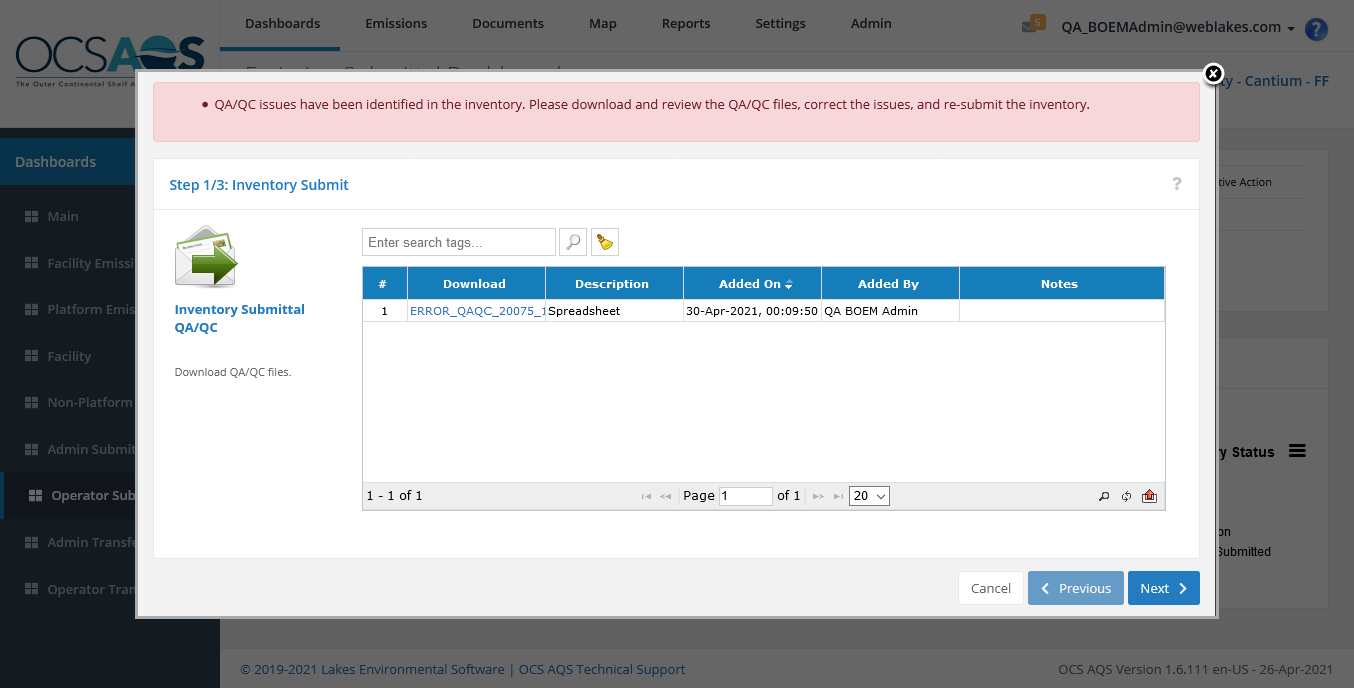 Dashboards Emissions Documents Map Reports Settings Admin 5 QA_BOEMAdmin@weblakes.com ?
OCSAQS
The Outer Continental Shelf A
ty - Cantium - FF
QA/QC issues have been identified in the inventory. Please download and review the QA/QC files, correct the issues, and re-submit the inventory.
Dashboards
Main
Facility Emissi
Platform Emis
Facility
Non-Platform
Admin Submit
Operator Sub
Admin Transfe
Operator Tran
Step 1/3: Inventory Submit ?
tive Action
Inventory Submittal
QA/QC
Download QA/QC files.
Enter search tags...
# Download Description Added On Added By Notes
1 ERROR_QAQC_20075_1 Spreadsheet 30-Apr-2021, 00:09:50 QA BOEM Admin
1 - 1 of 1 Page 1 of 1 20
y Status
on
Submitted
Cancel Previous Next
© 2019-2021 Lakes Environmental Software | OCS AQS Technical Support OCS AQS Version 1.6.111 en-US - 26-Apr-2021